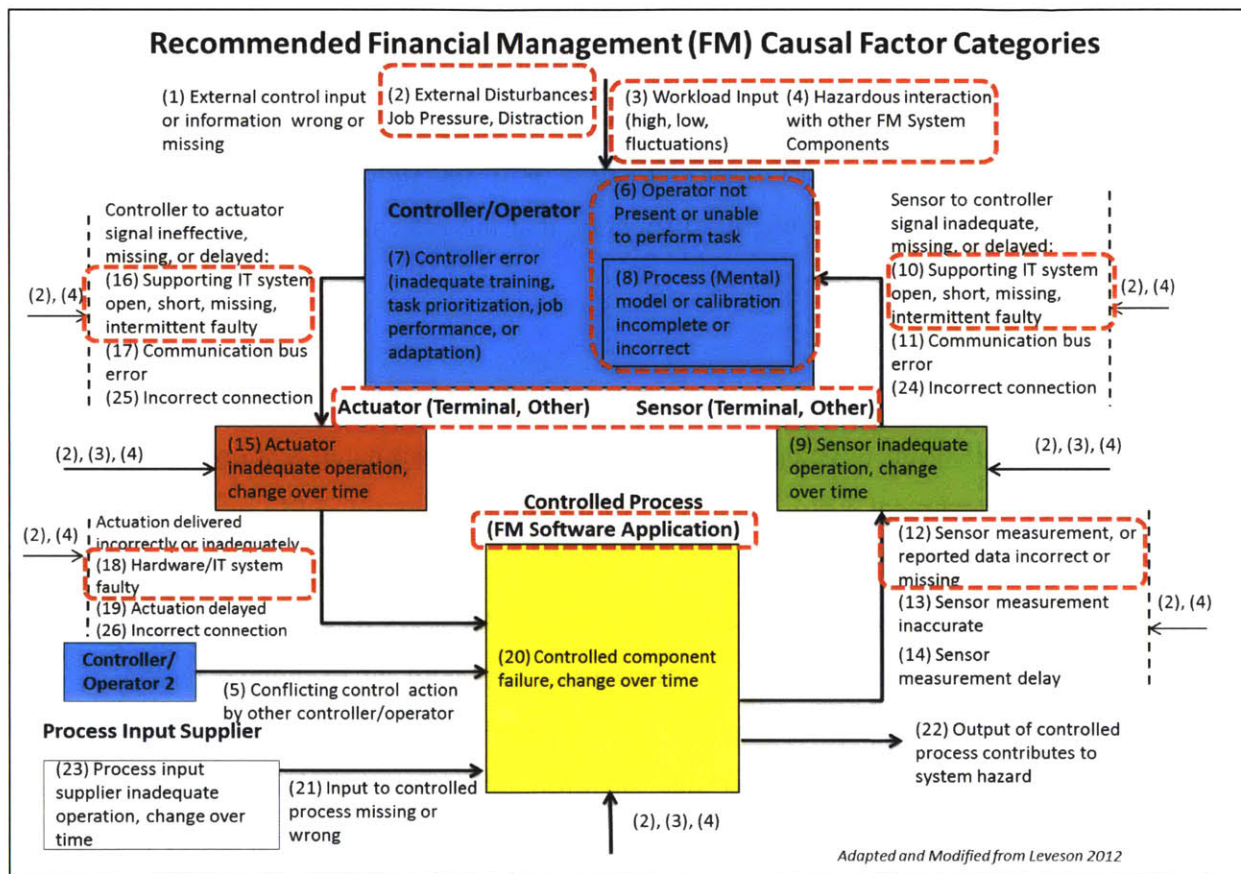 Recommended Financial Management (FM) Causal Factor Categories
(1) External control input
or information wrong or
missing
(2) External Disturbances:
Job Pressure, Distraction
(3) Workload Input
(high, low,
fluctuations)
(4) Hazardous interaction
with other FM System
Components
Controller to actuator
signal ineffective,
missing, or delayed:
(16) Supporting IT system
open, short, missing,
intermittent faulty
(17) Communication bus
error
(25) Incorrect connection
(2), (4)
Controller/Operator
(7) Controller error
(inadequate training,
task prioritization, job
performance, or
adaptation)
(6) Operator not
Present or unable
to perform task
(8) Process (Mental)
model or calibration
incomplete or
incorrect
Sensor to controller
signal inadequate,
missing, or delayed:
(10) Supporting IT system
open, short, missing,
intermittent faulty
(11) Communication bus
error
(24) Incorrect connection
(2), (4)
Actuator (Terminal, Other)
Sensor (Terminal, Other)
(2), (3), (4)
(15) Actuator
inadequate operation,
change over time
(9) Sensor inadequate
operation, change
over time
(2), (3), (4)
Controlled Process
(FM Software Application)
(2), (4)
Actuation delivered
incorrectly or inadequately
(18) Hardware/IT system
faulty
(19) Actuation delayed
(26) Incorrect connection
(12) Sensor measurement, or
reported data incorrect or
missing
(13) Sensor measurement
inaccurate
(14) Sensor
measurement delay
(2), (4)
Controller/
Operator 2
(5) Conflicting control action
by other controller/operator
(20) Controlled component
failure, change over time
Process Input Supplier
(23) Process input
supplier inadequate
operation, change over
time
(21) Input to controlled
process missing or
wrong
(22) Output of controlled
process contributes to
system hazard
(2), (3), (4)
Adapted and Modified from Leveson 2012